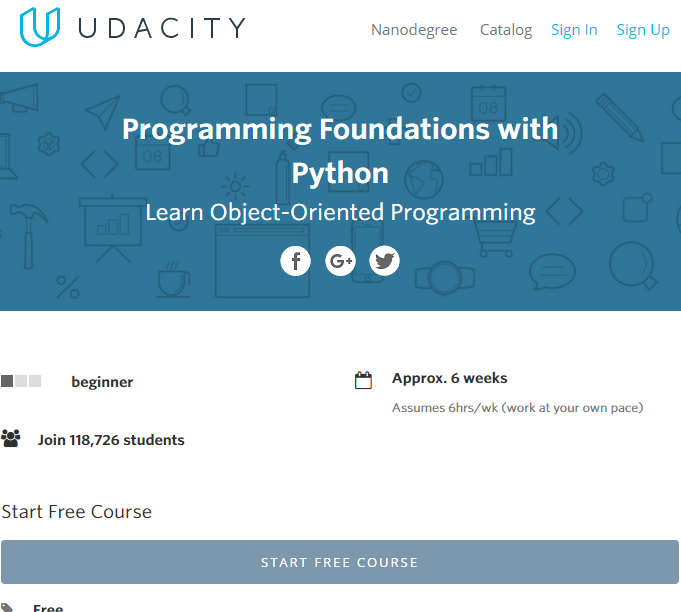 UDACITY
Nanodegree Catalog Sign In Sign Up
08
08
Programming Foundations with
Python
Learn Object-Oriented Programming
f G+
beginner
Approx. 6 weeks
Assumes 6hrs/wk (work at your own pace)
Join 118,726 students
Start Free Course
START FREE COURSE
Free